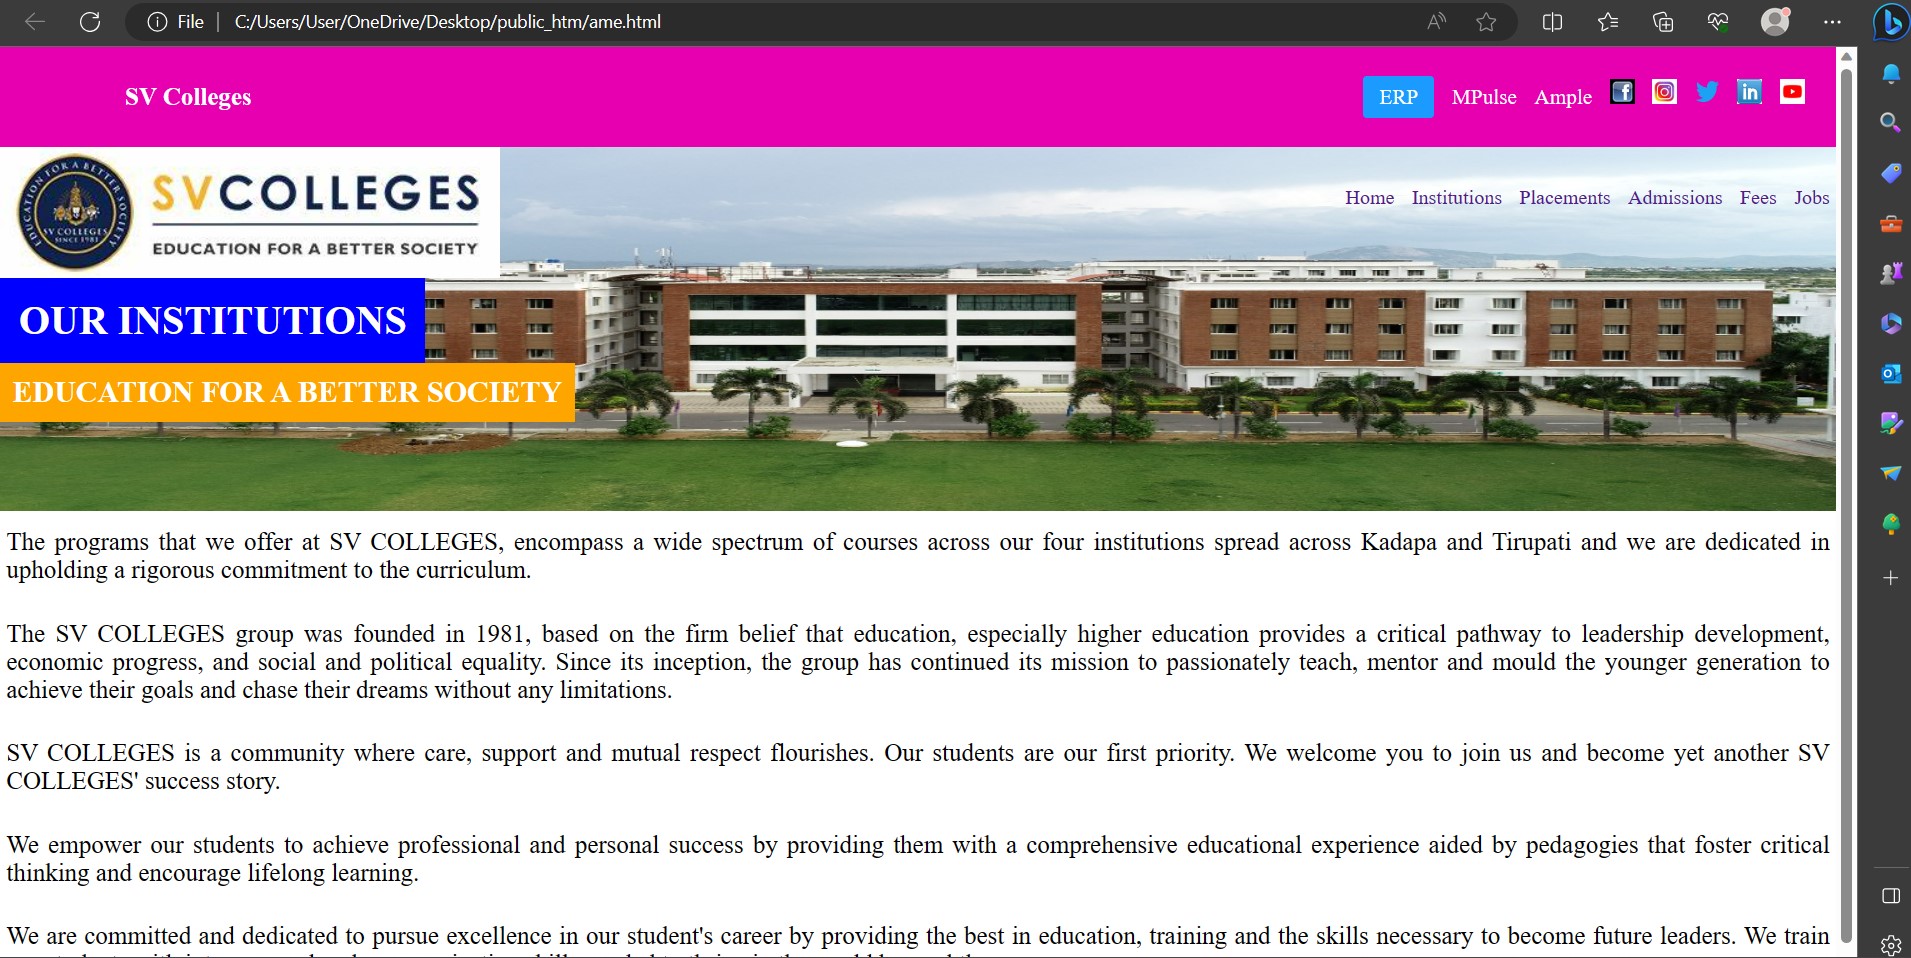 File C:/Users/User/OneDrive/Desktop/public_htm/ame.html
SV Colleges
ERP MPulse Ample
EDUCATION FOR A BETTER SOCIETY
SV COLLEGES
SINCE 1981
SVCOLLEGES
EDUCATION FOR A BETTER SOCIETY
Home Institutions Placements Admissions Fees Jobs
OUR INSTITUTIONS
EDUCATION FOR A BETTER SOCIETY
The programs that we offer at SV COLLEGES, encompass a wide spectrum of courses across our four institutions spread across Kadapa and Tirupati and we are dedicated in
upholding a rigorous commitment to the curriculum.
The SV COLLEGES group was founded in 1981, based on the firm belief that education, especially higher education provides a critical pathway to leadership development,
economic progress, and social and political equality. Since its inception, the group has continued its mission to passionately teach, mentor and mould the younger generation to
achieve their goals and chase their dreams without any limitations.
SV COLLEGES is a community where care, support and mutual respect flourishes. Our students are our first priority. We welcome you to join us and become yet another SV
COLLEGES' success story.
We empower our students to achieve professional and personal success by providing them with a comprehensive educational experience aided by pedagogies that foster critical
thinking and encourage lifelong learning.
We are committed and dedicated to pursue excellence in our student's career by providing the best in education, training and the skills necessary to become future leaders. We train